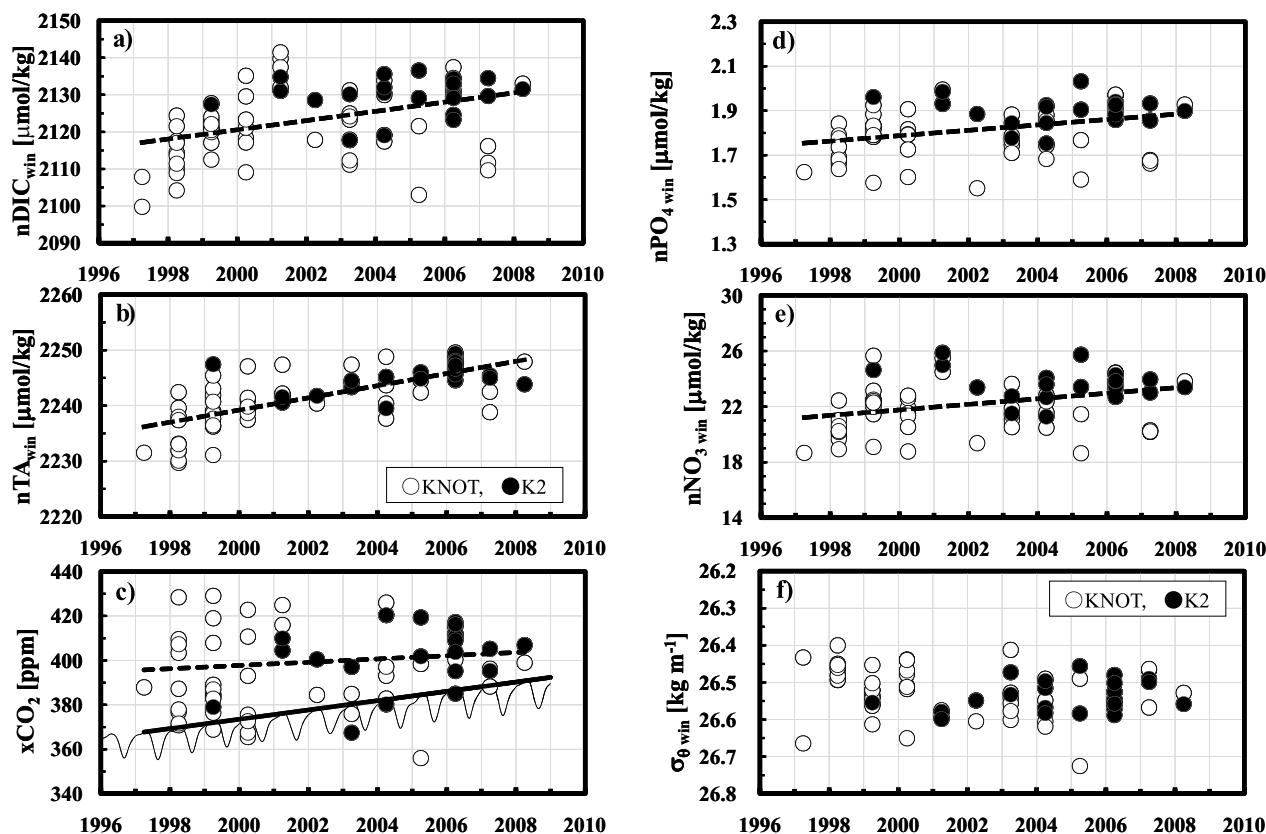 a)
nDICwin [μmol/kg]
2150
2140
2130
2120
2110
2100
2090
1996 1998 2000 2002 2004 2006 2008 2010
b)
nTAwin [μmol/kg]
2260
2250
2240
2230
2220
KNOT, K2
1996 1998 2000 2002 2004 2006 2008 2010
c)
xCO2 [ppm]
440
420
400
380
360
340
1996 1998 2000 2002 2004 2006 2008 2010
d)
nPO4 win [μmol/kg]
2.3
2.1
1.9
1.7
1.5
1.3
1996 1998 2000 2002 2004 2006 2008 2010
e)
nNO3 win [μmol/kg]
30
26
22
18
14
1996 1998 2000 2002 2004 2006 2008 2010
f)
σθ win [kg m-1]
26.2
26.3
26.4
26.5
26.6
26.7
26.8
KNOT, K2
1996 1998 2000 2002 2004 2006 2008 2010